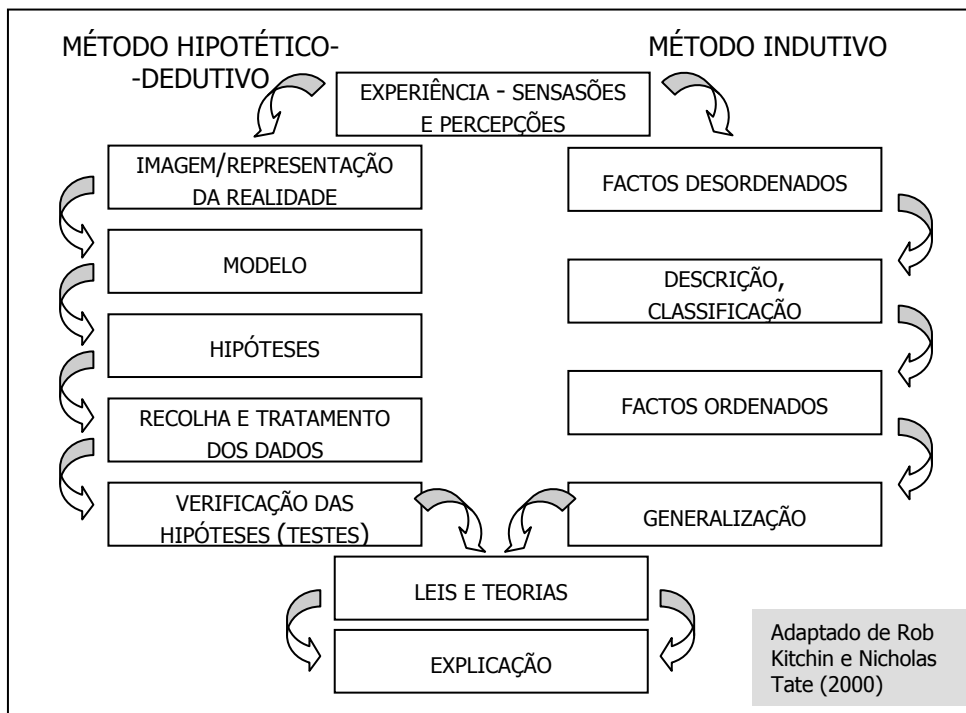 MÉTODO HIPOTÉTICO-
-DEDUTIVO
MÉTODO INDUTIVO
EXPERIÊNCIA - SENSASÕES
E PERCEPÇÕES
IMAGEM/REPRESENTAÇÃO
DA REALIDADE
MODELO
HIPÓTESES
RECOLHA E TRATAMENTO
DOS DADOS
VERIFICAÇÃO DAS
HIPÓTESES (TESTES)
FACTOS DESORDENADOS
DESCRIÇÃO,
CLASSIFICAÇÃO
FACTOS ORDENADOS
GENERALIZAÇÃO
LEIS E TEORIAS
EXPLICAÇÃO
Adaptado de Rob
Kitchin e Nicholas
Tate (2000)